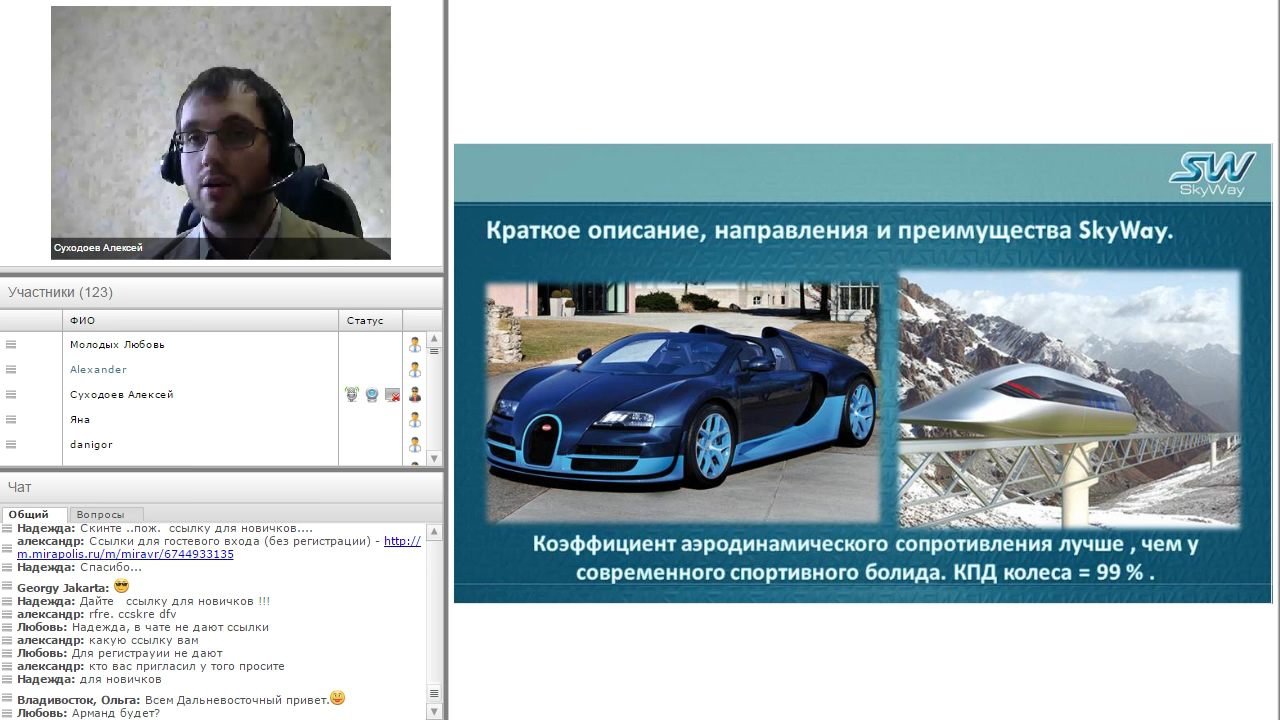 Суходоев Алексей
Участники (123)
ФИО
Статус
Молодых Любовь
Alexander
Суходоев Алексей
Яна
danigor
Чат
Общий
Вопросы
Надежда: Скинте ..пож. ссылку для новичков....
александр: Ссылки для гостевого входа (без регистрации) - http://
m.mirapolis.ru/m/miravr/6744933135
Надежда: Спасибо...
Georgy Jakarta:
Надежда: Дайте ссылку для новичков !!!
александр: rfre. ccskre dfv
Любовь: Надежда, в чате не дают ссылки
александр: какую ссылку вам
Любовь: Для регистрауии не дают
александр: кто вас пригласил у того просите
Надежда: для новичков
Владивосток, Ольга: Всем Дальневосточный привет.
Любовь: Арманд будет?
SW
SkyWay
Краткое описание, направления и преимущества SkyWay.
Коэффициент аэродинамического сопротивления лучше , чем у
современного спортивного болида. КПД колеса = 99 % .